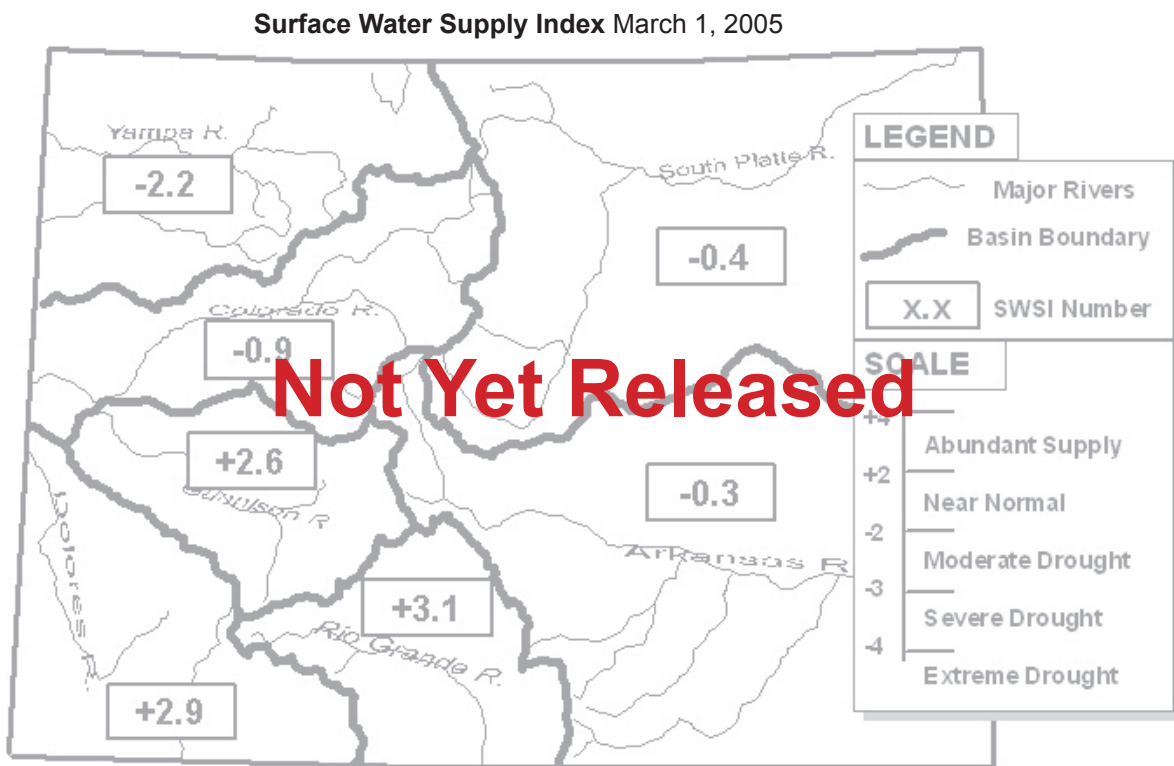 Surface Water Supply Index March 1, 2005
Yampa R.
-2.2
South Platte R.
-0.4
Colorado R.
-0.9
Not Yet Released
+2.6
Gunnison R
-0.3
Dolores R.
Arkansas R
+3.1
Rio Grande R.
+2.9
LEGEND
Major Rivers
Basin Boundary
X.X SWSI Number
SCALE
+4
Abundant Supply
+2
Near Normal
-2
Moderate Drought
-3
Severe Drought
-4
Extreme Drought